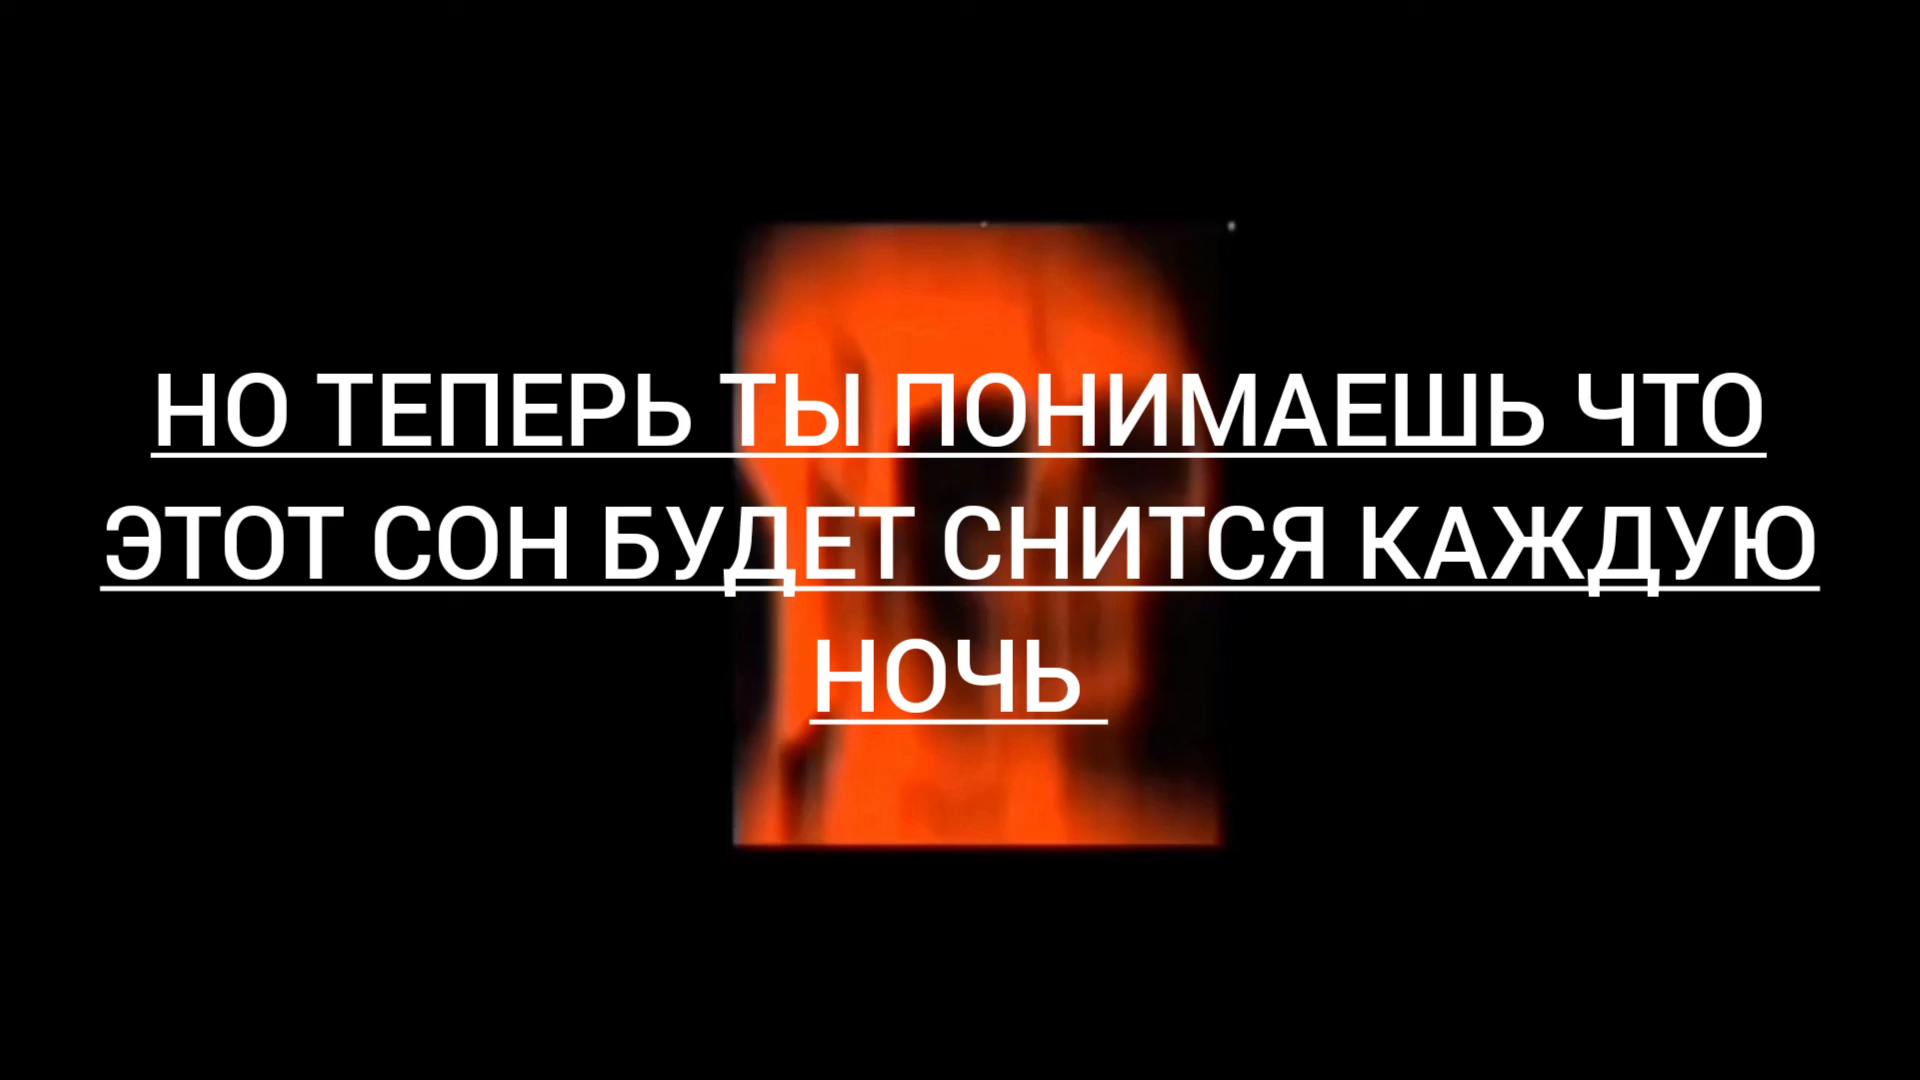 НО ТЕПЕРЬ ТЫ ПОНИМАЕШЬ ЧТО
ЭТОТ СОН БУДЕТ СНИТСЯ КАЖДУЮ
НОЧЬ